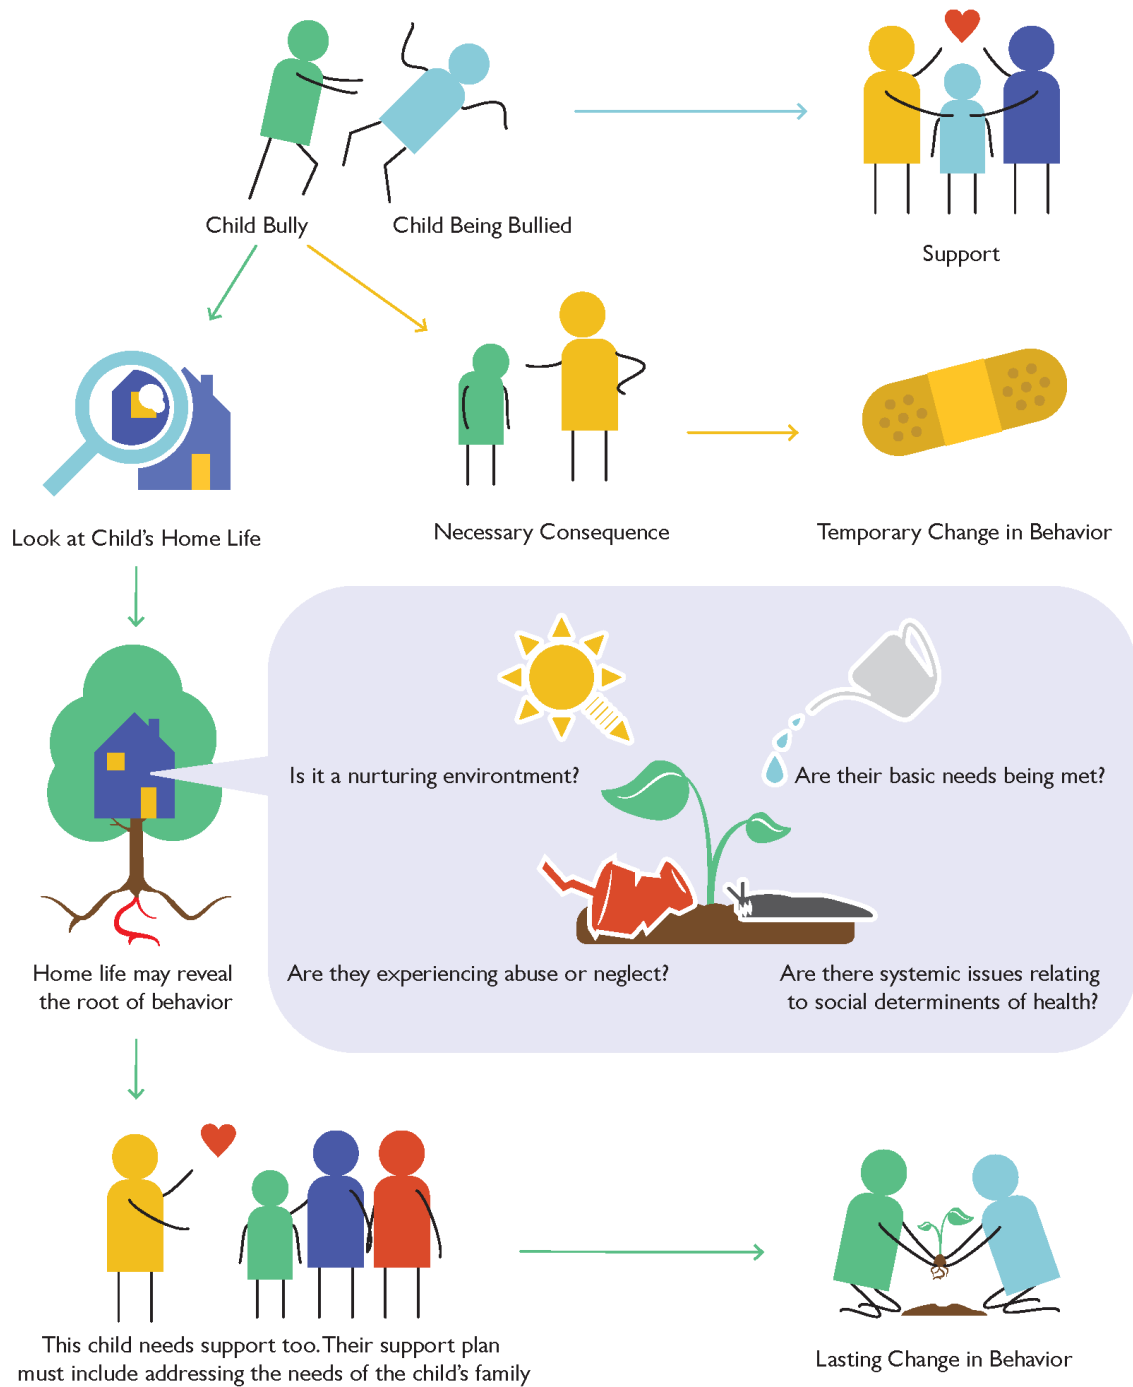 Child Bully
Child Being Bullied
Support
Look at Child's Home Life
Necessary Consequence
Temporary Change in Behavior
Is it a nurturing environtment?
Are their basic needs being met?
Home life may reveal
the root of behavior
Are they experiencing abuse or neglect?
Are there systemic issues relating
to social determinents of health?
This child needs support too. Their support plan
must include addressing the needs of the child's family
Lasting Change in Behavior